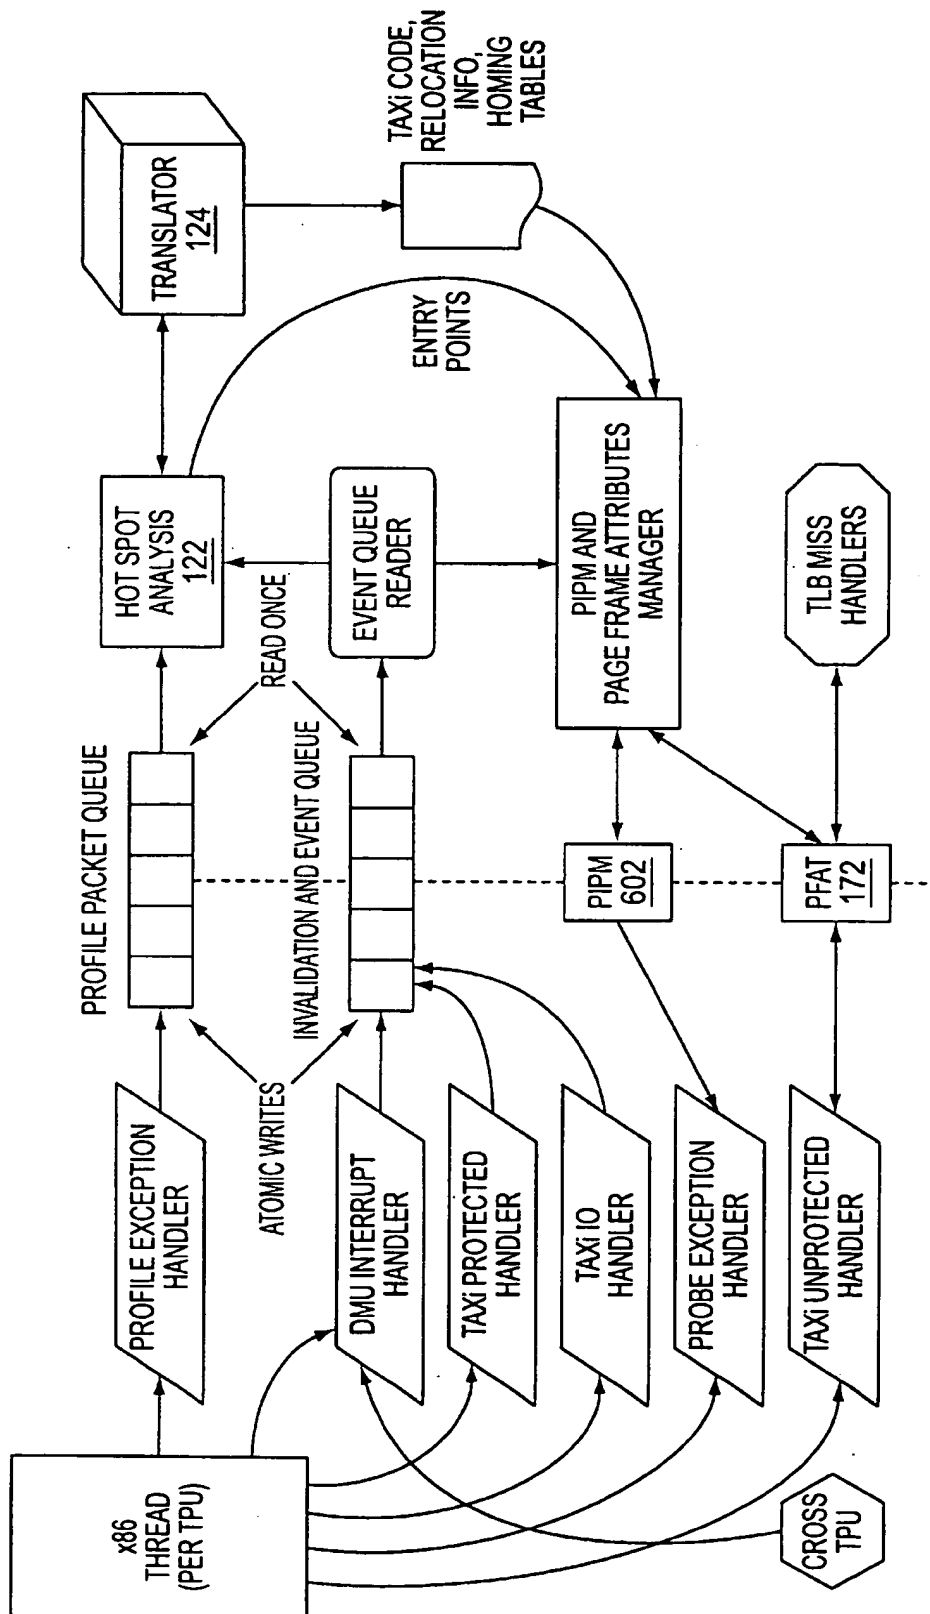 x86
THREAD
(PER TPU)
PROFILE EXCEPTION
HANDLER
PROFILE PACKET QUEUE
HOT SPOT
ANALYSIS
122
TRANSLATOR
124
ATOMIC WRITES
READ ONCE
DMU INTERRUPT
HANDLER
INVALIDATION AND EVENT QUEUE
EVENT QUEUE
READER
ENTRY
POINTS
TAXi CODE,
RELOCATION
INFO,
HOMING
TABLES
TAXi PROTECTED
HANDLER
TAXi IO
HANDLER
PIPM AND
PAGE FRAME ATTRIBUTES
MANAGER
PROBE EXCEPTION
HANDLER
PIPM
602
CROSS
TPU
TAXi UNPROTECTED
HANDLER
PFAT
172
TLB MISS
HANDLERS